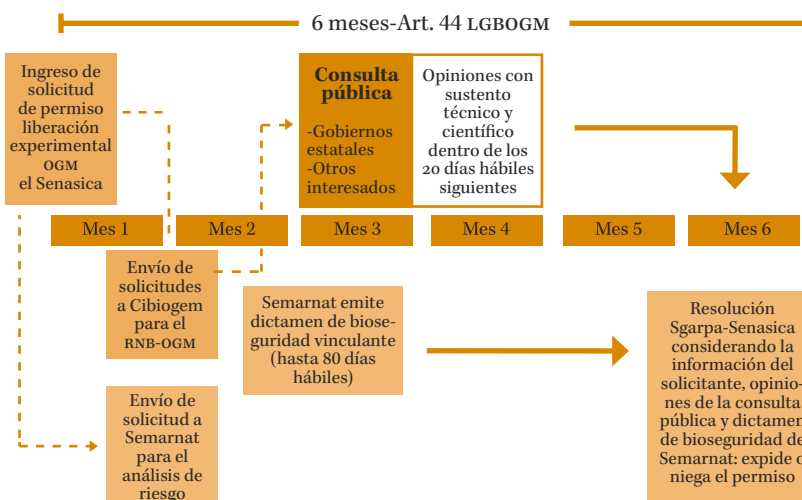 6 meses-Art. 44 LGBOGM
Ingreso de
solicitud
de permiso
liberación
experimental
OGM
el Senasica
Consulta
pública
-Gobiernos
estatales
-Otros
interesados
Opiniones con
sustento
técnico y
científico
dentro de los
20 días hábiles
siguientes
Mes 1
Mes 2
Mes 3
Mes 4
Mes 5
Mes 6
Envío de
solicitudes
a Cibiogem
para el
RNB-OGM
Semarnat emite
dictamen de biose-
guridad vinculante
(hasta 80 días
hábiles)
Envío de
solicitud a
Semarnat
para el
análisis de
riesgo
Resolución
Sgarpa-Senasica
considerando la
información del
solicitante, opinio-
nes de la consulta
pública y dictamen
de bioseguridad de
Semarnat: expide o
niega el permiso